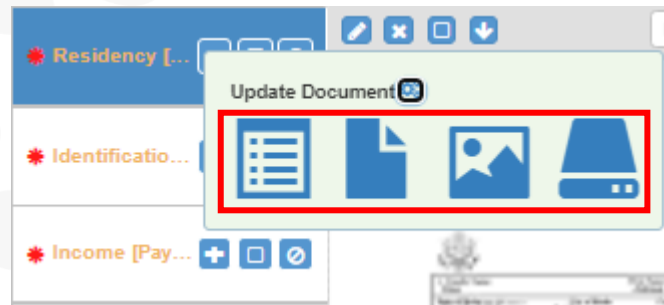 Residency [...
Update Document
Identificatio...
Income [Pay...